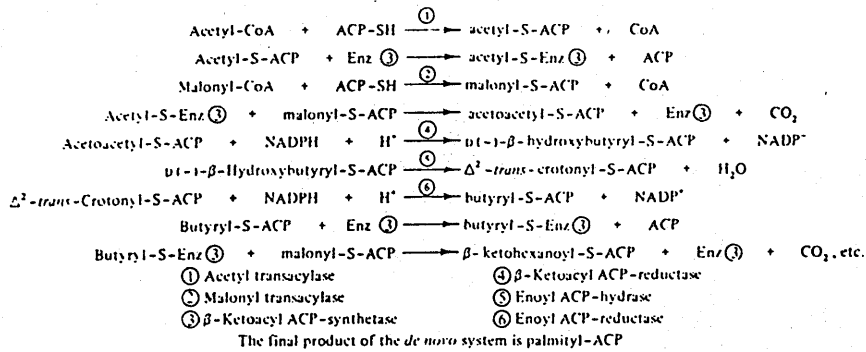 Acetyl-CoA + ACP-SH ① → acetyl-S-ACP + CoA
Acetyl-S-ACP + Enz ③ → acetyl-S-Enz ③ + ACP
Malonyl-CoA + ACP-SH ② → malonyl-S-ACP + CoA
Acetyl-S-Enz ③ + malonyl-S-ACP → acetoacetyl-S-ACP + Enz ③ + CO₂
Acetoacetyl-S-ACP + NADPH + H⁺ ④ → D(-)-β-hydroxybutyryl-S-ACP + NADP⁺
D(-)-β-Hydroxybutyryl-S-ACP ⑤ → Δ²-trans-crotonyl-S-ACP + H₂O
Δ²-trans-Crotonyl-S-ACP + NADPH + H⁺ ⑥ → butyryl-S-ACP + NADP⁺
Butyryl-S-ACP + Enz ③ → butyryl-S-Enz ③ + ACP
Butyryl-S-Enz ③ + malonyl-S-ACP → β-ketohexanoyl-S-ACP + Enz ③ + CO₂, etc.
① Acetyl transacylase ④ β-Ketoacyl ACP-reductase
② Malonyl transacylase ⑤ Enoyl ACP-hydrase
③ β-Ketoacyl ACP-synthetase ⑥ Enoyl ACP-reductase
The final product of the de novo system is palmityl-ACP